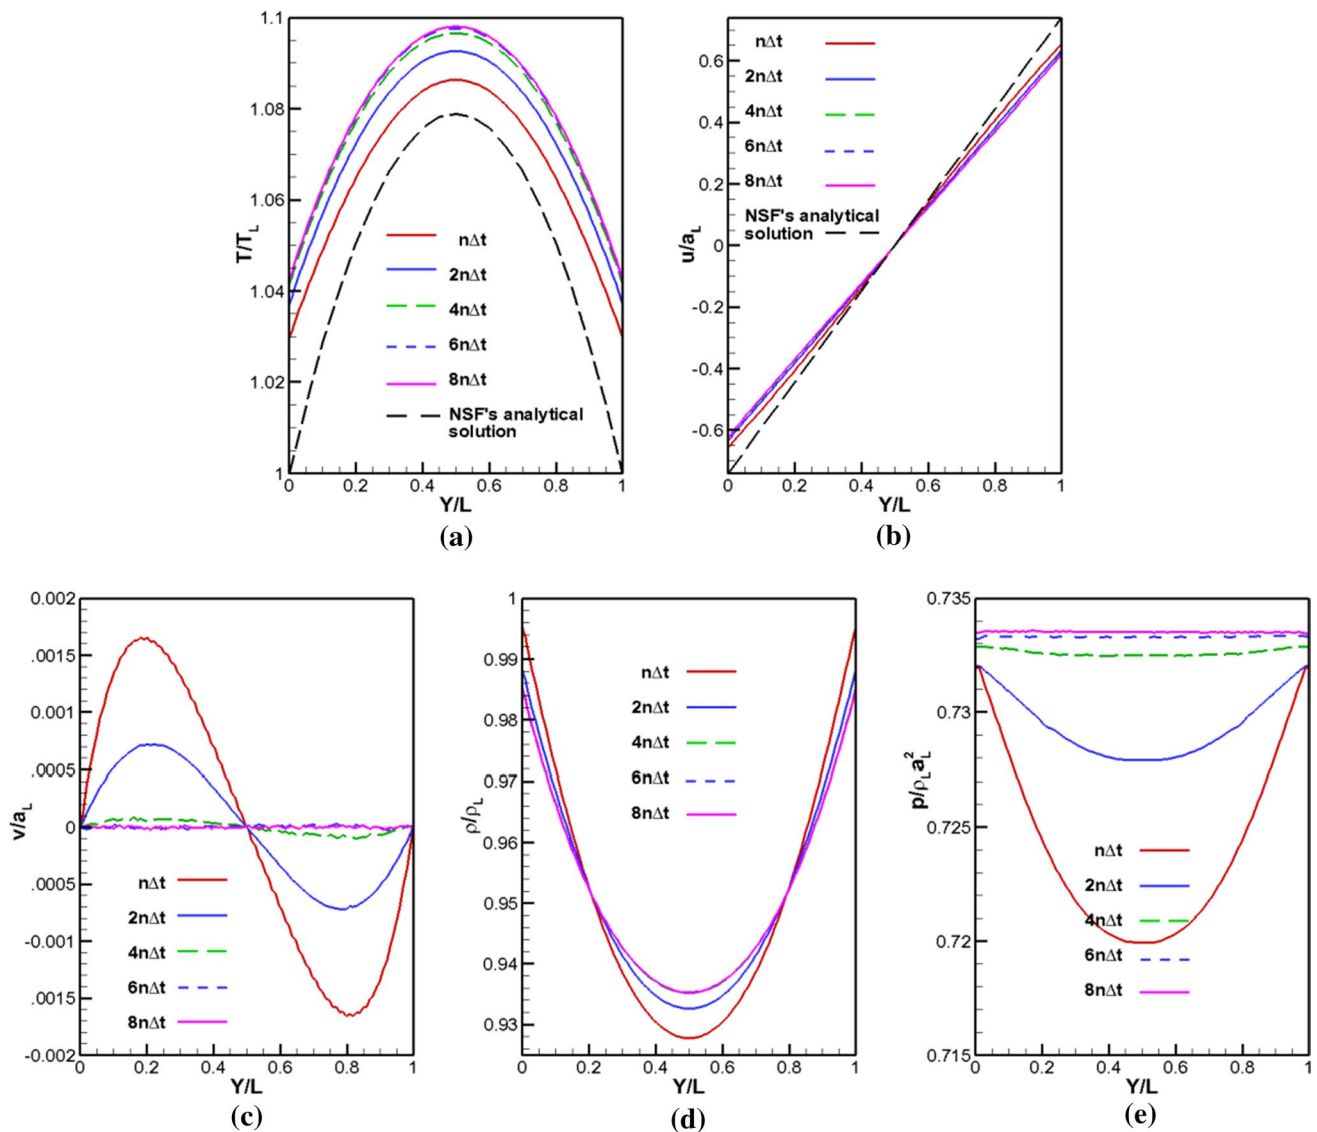 1.1
1.08
1.06
1.04
1.02
1
T/T_L
nΔt
2nΔt
4nΔt
6nΔt
8nΔt
NSF's analytical
solution
0 0.2 0.4 0.6 0.8 1
Y/L
(a)
0.6
0.4
0.2
0
-0.2
-0.4
-0.6
u/a_L
nΔt
2nΔt
4nΔt
6nΔt
8nΔt
NSF's analytical
solution
0 0.2 0.4 0.6 0.8 1
Y/L
(b)
0.002
.0015
0.001
.0005
0
.0005
-0.001
.0015
-0.002
v/a_L
nΔt
2nΔt
4nΔt
6nΔt
8nΔt
0 0.2 0.4 0.6 0.8 1
Y/L
(c)
1
0.99
0.98
0.97
0.96
0.95
0.94
0.93
ρ/ρ_L
nΔt
2nΔt
4nΔt
6nΔt
8nΔt
0 0.2 0.4 0.6 0.8 1
Y/L
(d)
0.735
0.73
0.725
0.72
0.715
p/ρ_L a_L^2
nΔt
2nΔt
4nΔt
6nΔt
8nΔt
0 0.2 0.4 0.6 0.8 1
Y/L
(e)